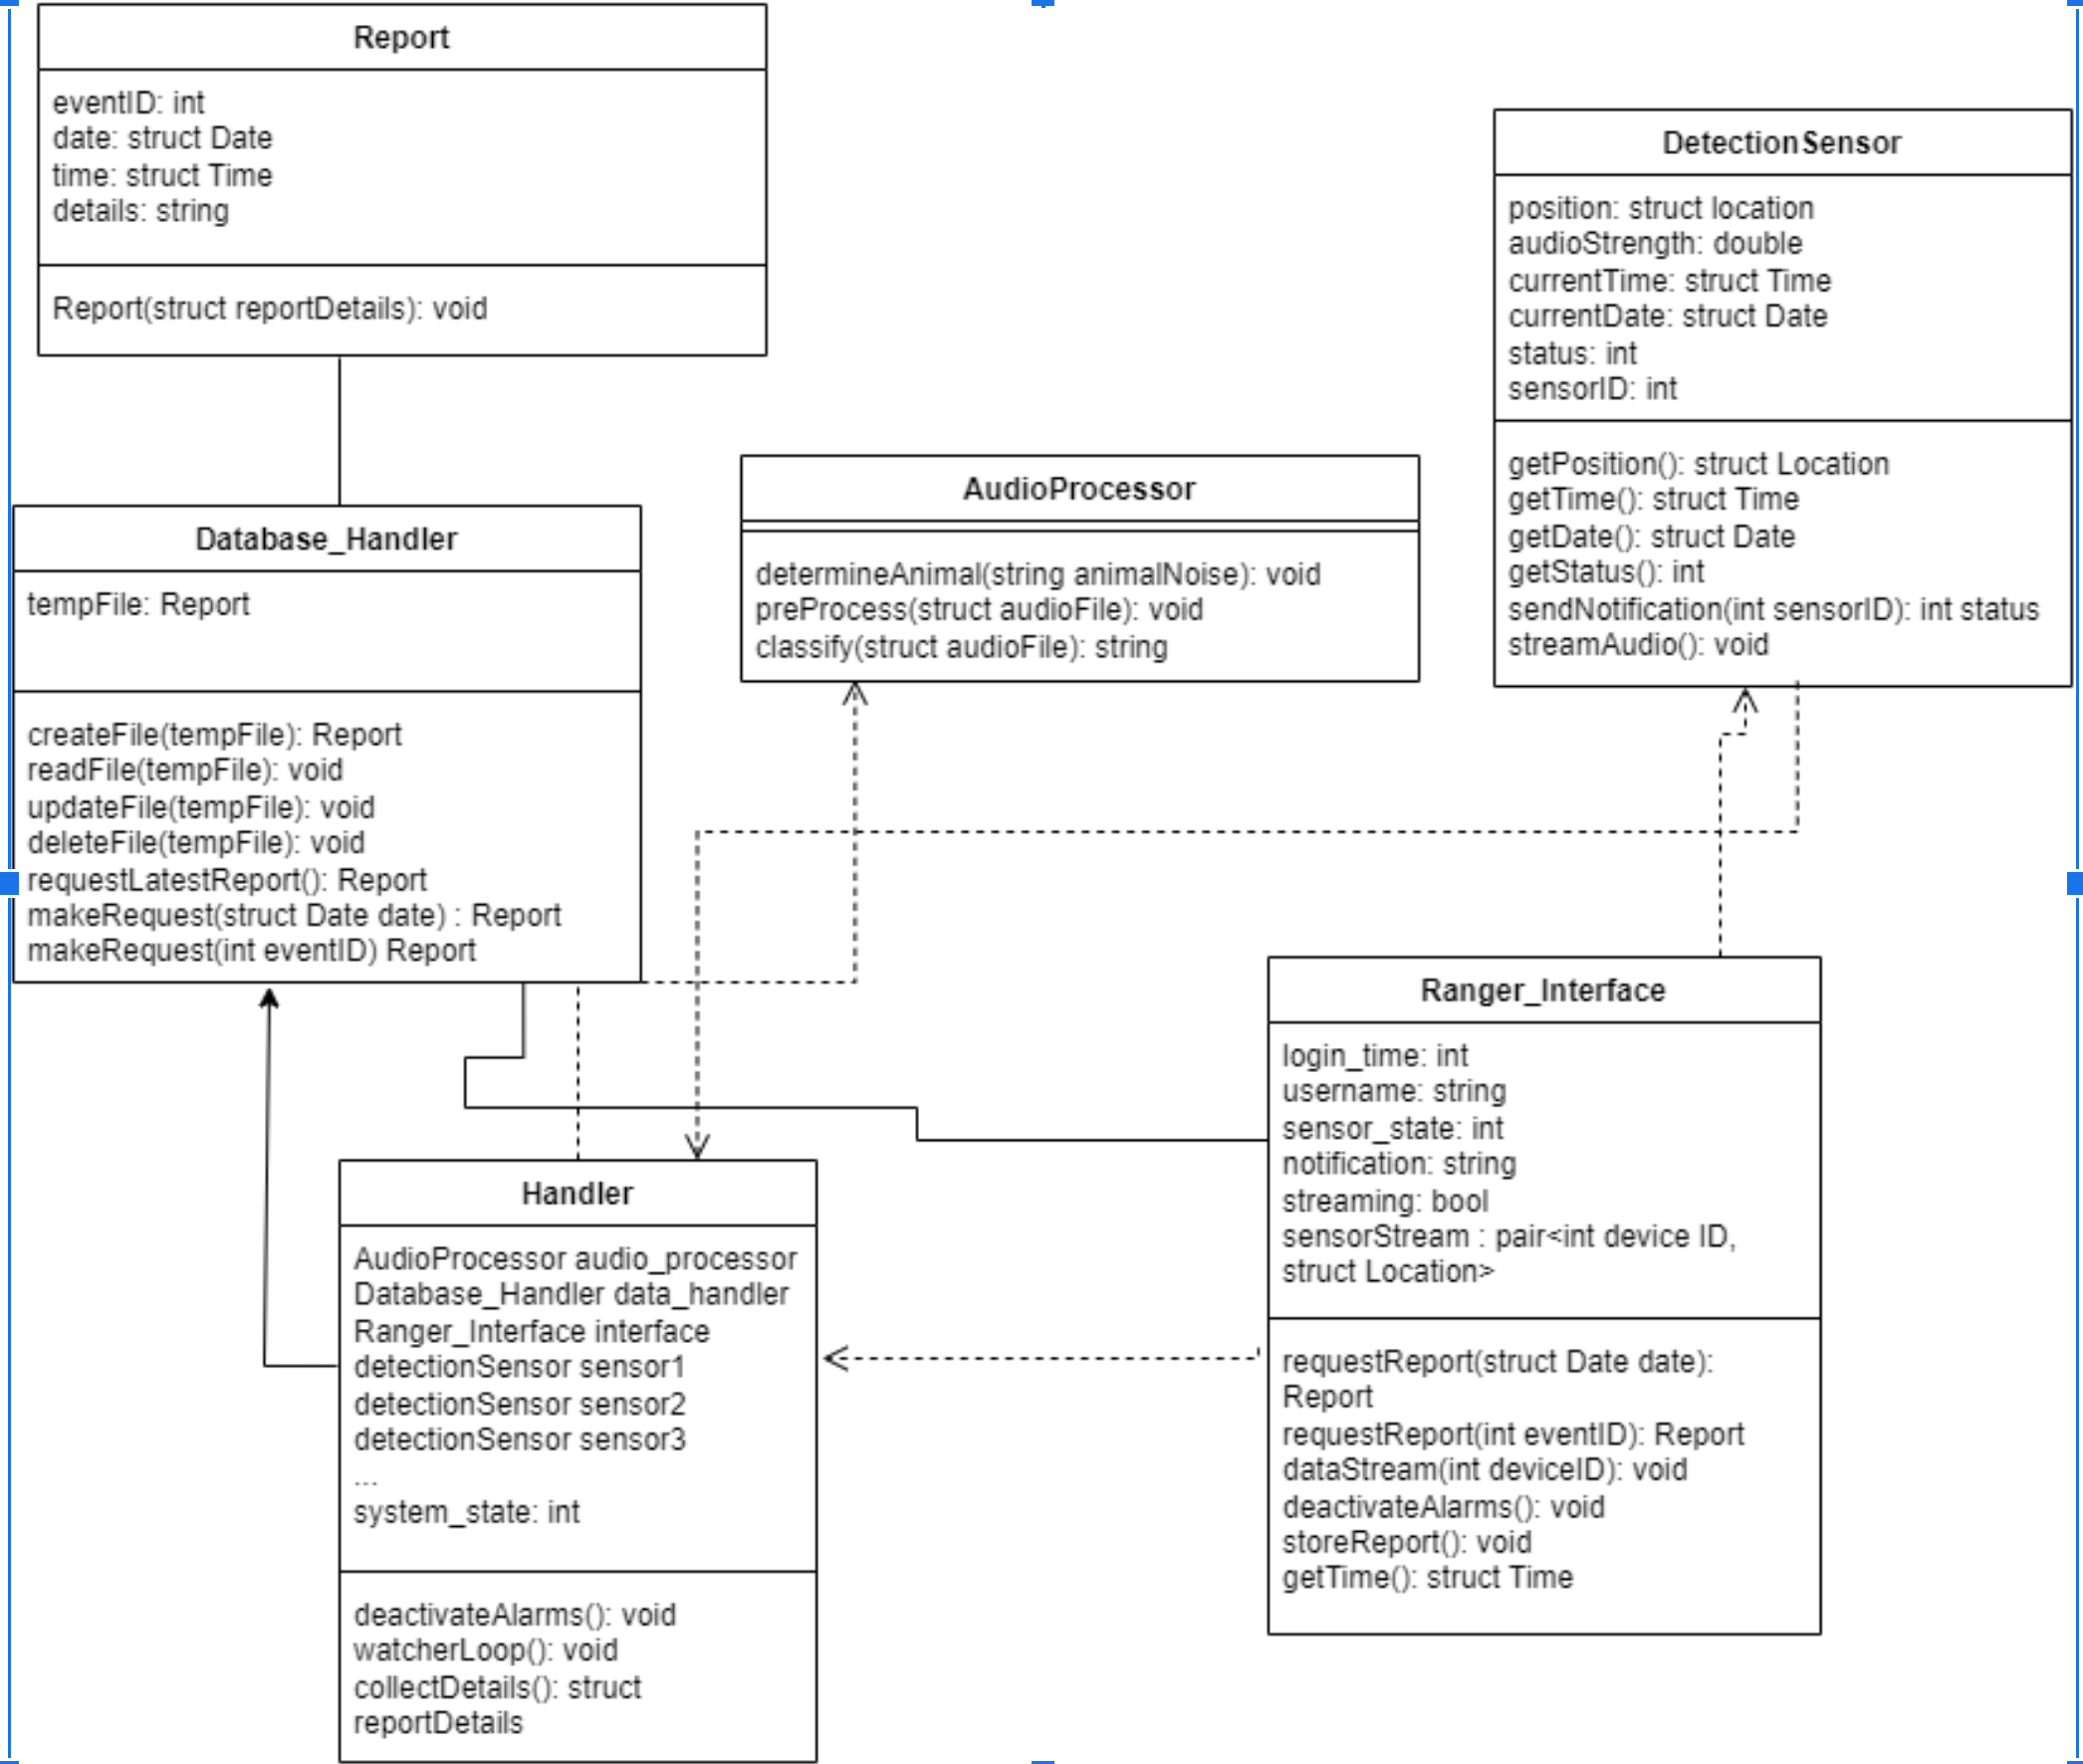 Report
eventID: int
date: struct Date
time: struct Time
details: string
Report(struct reportDetails): void
DetectionSensor
position: struct location
audioStrength: double
currentTime: struct Time
currentDate: struct Date
status: int
sensorID: int
getPosition(): struct Location
getTime(): struct Time
getDate(): struct Date
getStatus(): int
sendNotification(int sensorID): int status
streamAudio(): void
AudioProcessor
determineAnimal(string animalNoise): void
preProcess(struct audioFile): void
classify(struct audioFile): string
Database_Handler
tempFile: Report
createFile(tempFile): Report
readFile(tempFile): void
updateFile(tempFile): void
deleteFile(tempFile): void
requestLatestReport(): Report
makeRequest(struct Date date) : Report
makeRequest(int eventID) Report
Ranger_Interface
login_time: int
username: string
sensor_state: int
notification: string
streaming: bool
sensorStream : pair<int device ID,
struct Location>
requestReport(struct Date date):
Report
requestReport(int eventID): Report
dataStream(int deviceID): void
deactivateAlarms(): void
storeReport(): void
getTime(): struct Time
Handler
AudioProcessor audio_processor
Database_Handler data_handler
Ranger_Interface interface
detectionSensor sensor1
detectionSensor sensor2
detectionSensor sensor3
...
system_state: int
deactivateAlarms(): void
watcherLoop(): void
collectDetails(): struct
reportDetails